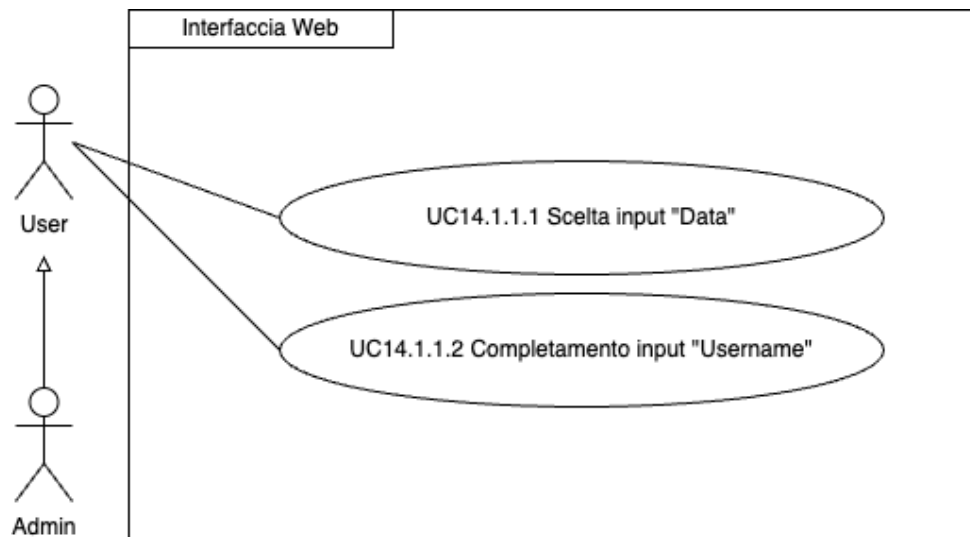 Interfaccia Web
User
UC14.1.1.1 Scelta input "Data"
UC14.1.1.2 Completamento input "Username"
Admin